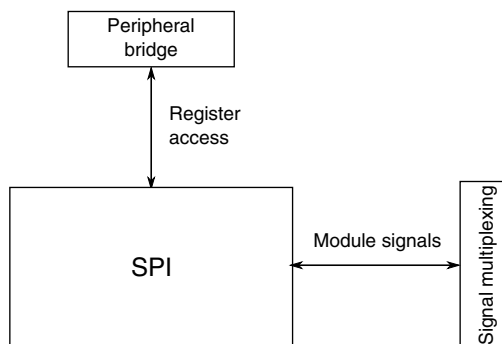 Peripheral
bridge
Register
access
SPI
Module signals
Signal multiplexing